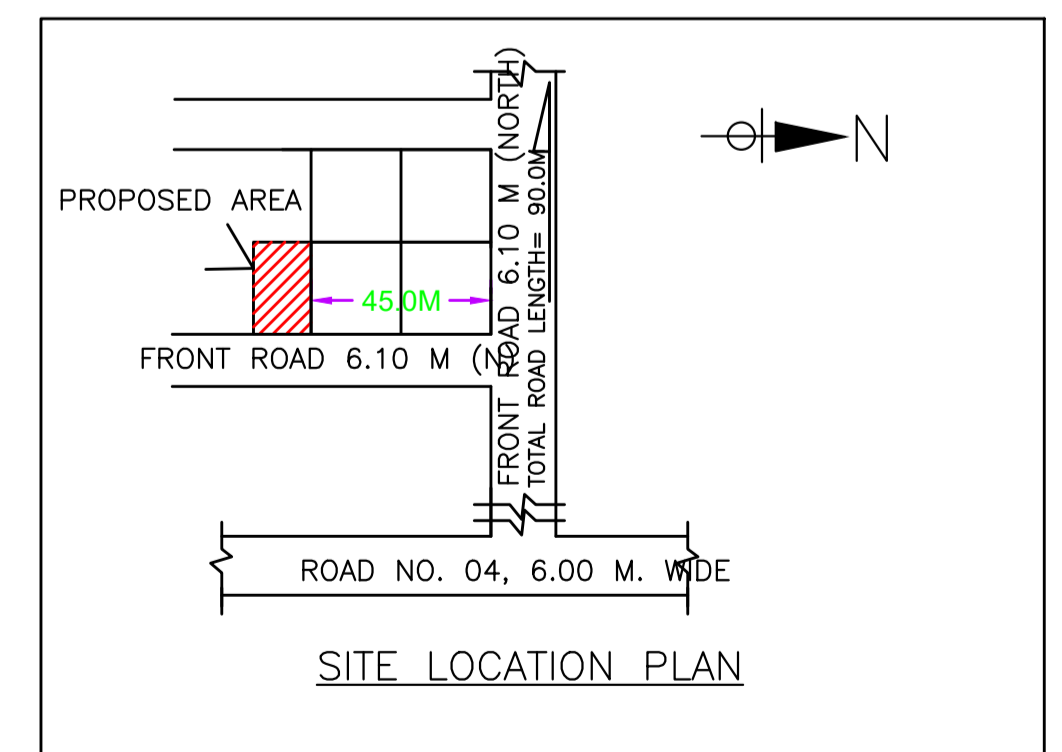 PROPOSED AREA
N
45.0M
FRONT ROAD 6.10 M (N)
FRONT ROAD 6.10 M (NORTH)
TOTAL ROAD LENGTH= 90.0M
ROAD NO. 04, 6.00 M. WIDE
SITE LOCATION PLAN